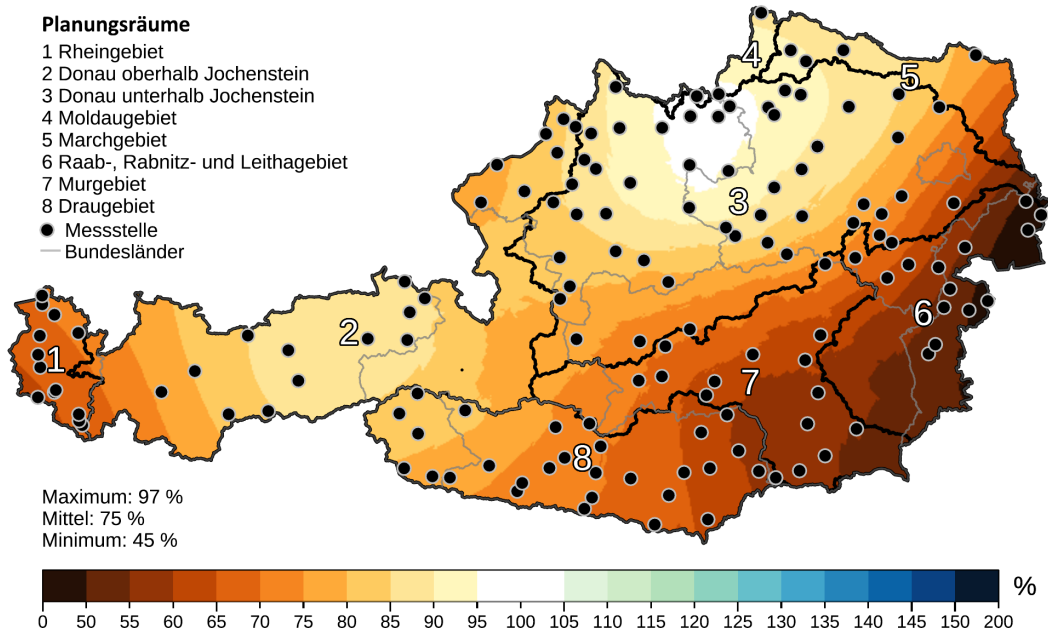 Planungsräume
1 Rheingebiet
2 Donau oberhalb Jochenstein
3 Donau unterhalb Jochenstein
4 Moldaugebiet
5 Marchgebiet
6 Raab-, Rabnitz- und Leithagebiet
7 Murgebiet
8 Draugebiet
Messstelle
Bundesländer
4
5
3
2
1
6
7
8
Maximum: 97 %
Mittel: 75 %
Minimum: 45 %
%
0 50 55 60 65 70 75 80 85 90 95 100 105 110 115 120 125 130 135 140 145 150 200